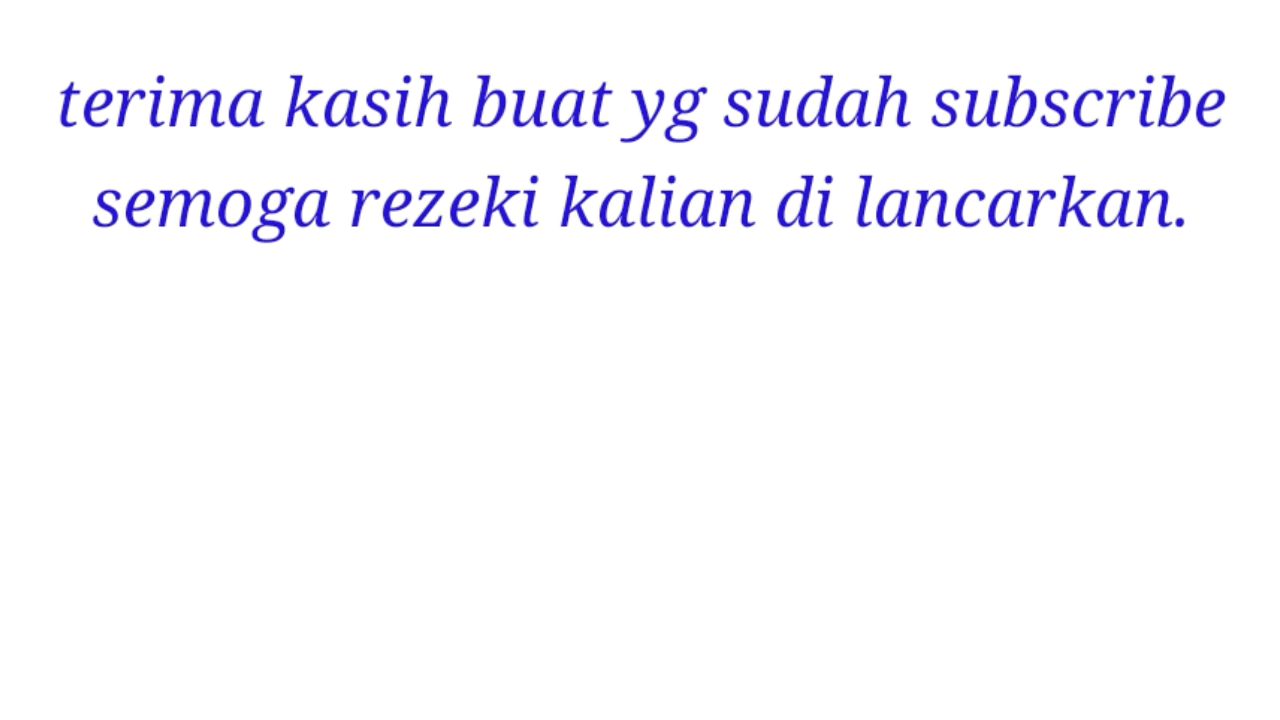 terima kasih buat yg sudah subscribe
semoga rezeki kalian di lancarkan.